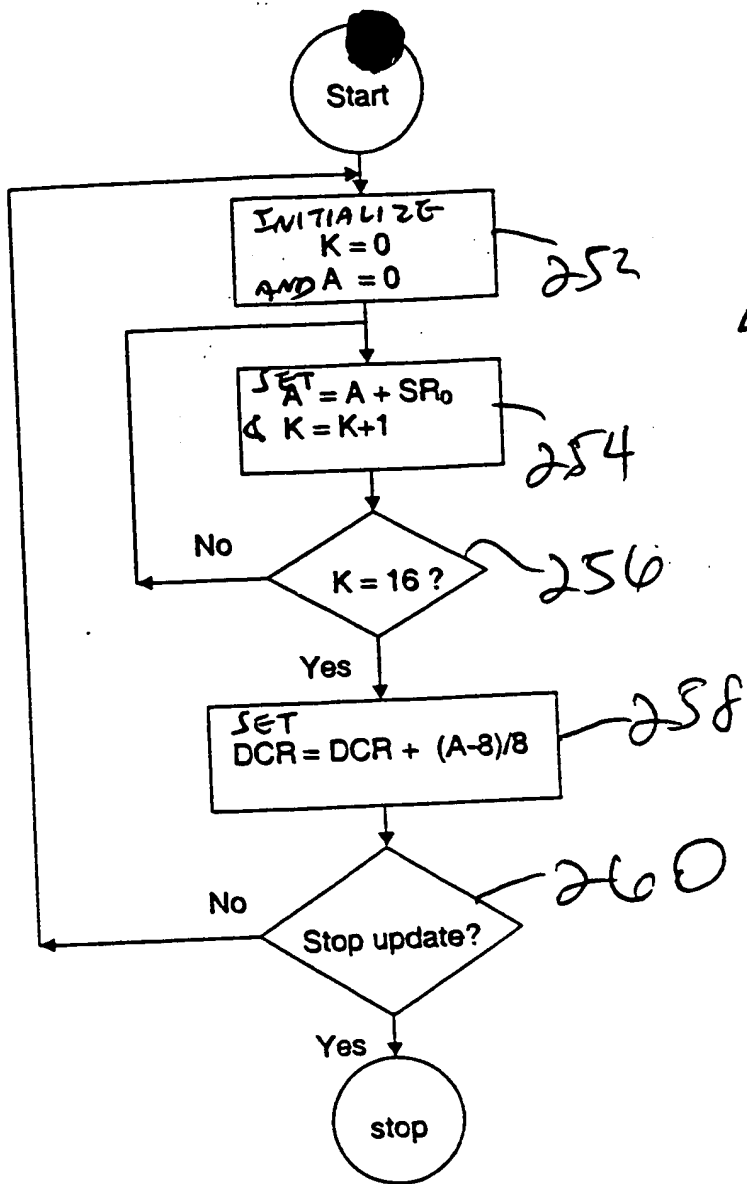 Start
INITIALIZE
K = 0
AND A = 0
252
SET
A = A + SR₀
& K = K+1
254
No
K = 16 ?
256
Yes
SET
DCR = DCR + (A-8)/8
258
No
Stop update?
260
Yes
stop